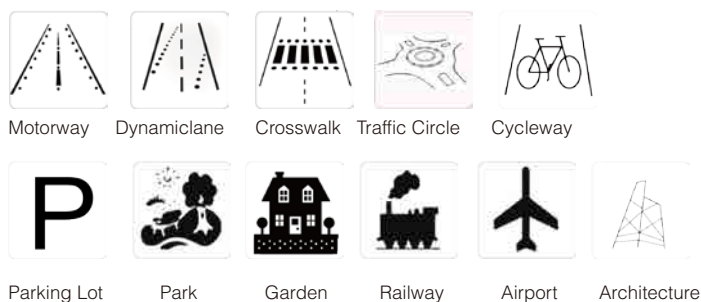 Motorway Dynamiclane Crosswalk Traffic Circle Cycleway
P
Parking Lot Park Garden Railway Airport Architecture